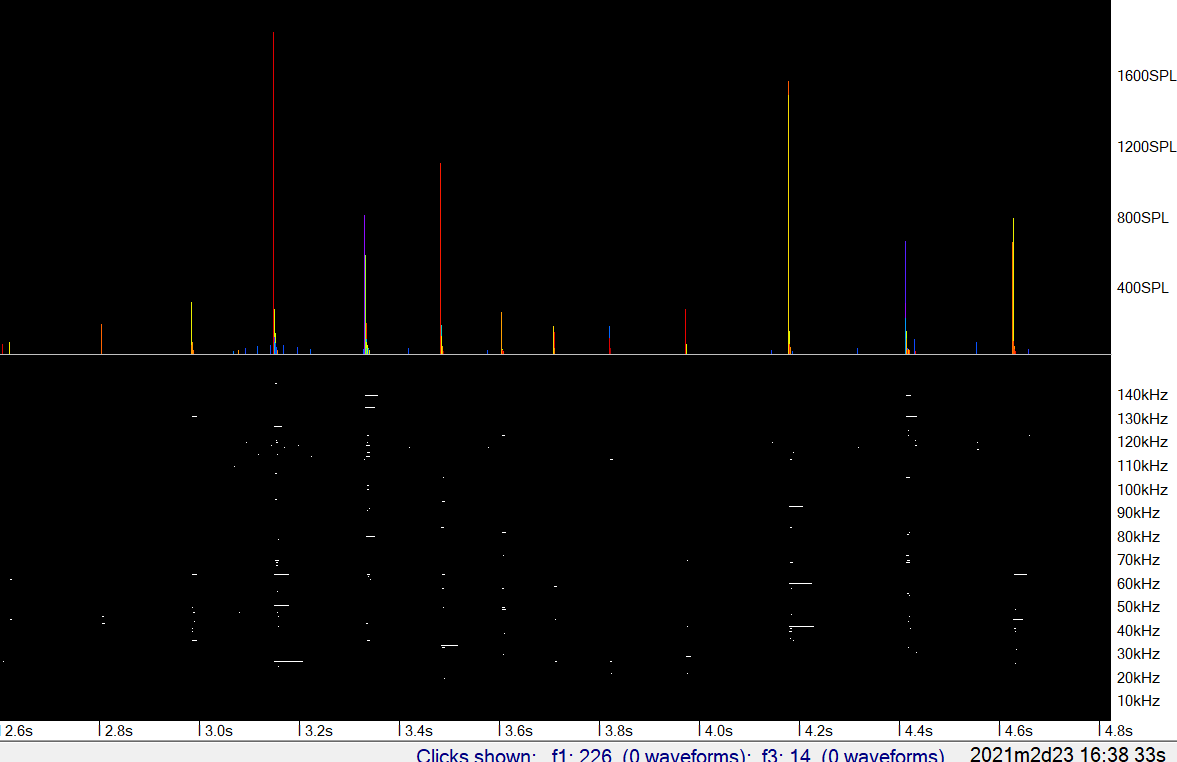 1600SPL
1200SPL
800SPL
400SPL
140kHz
130kHz
120kHz
110kHz
100kHz
90kHz
80kHz
70kHz
60kHz
50kHz
40kHz
30kHz
20kHz
10kHz
2.6s 2.8s 3.0s 3.2s 3.4s 3.6s 3.8s 4.0s 4.2s 4.4s 4.6s 4.8s
Clicks shown: f1: 226 (0 waveforms); f3: 14 (0 waveforms) 2021m2d23 16:38 33s